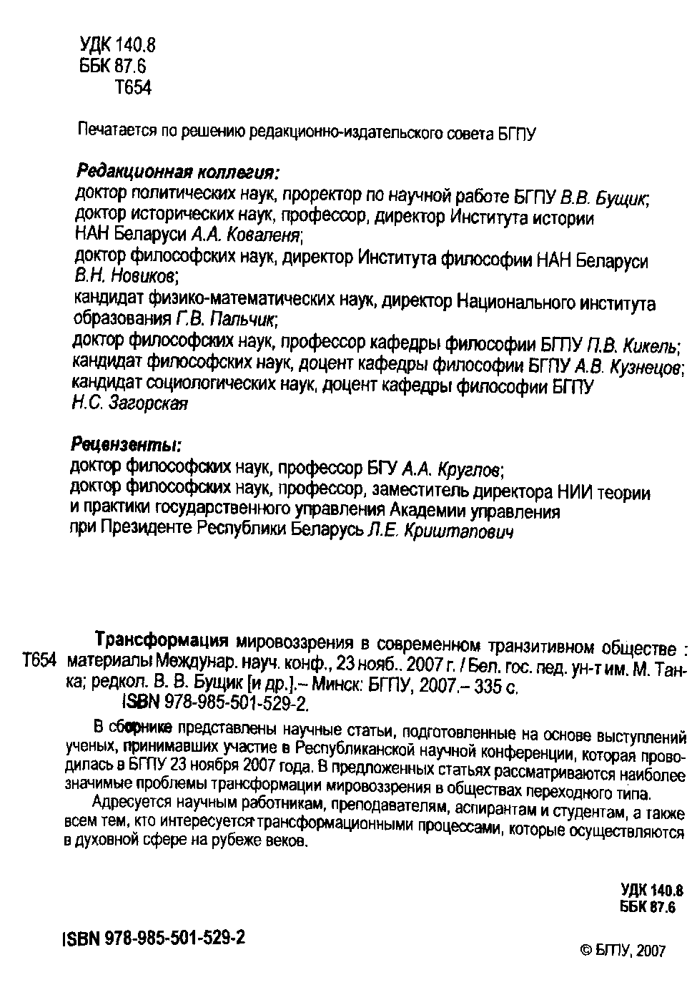 УДК 140.8
ББК 87.6
Т654
Печатается по решению редакционно-издательского совета БГПУ
Редакционная коллегия:
доктор политических наук, проректор по научной работе БГПУ В.В. Бущик;
доктор исторических наук, профессор, директор Института истории
НАН Беларуси А.А. Коваленя;
доктор философских наук, директор Института философии НАН Беларуси
В.Н. Новиков;
кандидат физико-математических наук, директор Национального института
образования Г.В. Пальчик;
доктор философских наук, профессор кафедры философии БГПУ П.В. Кикель;
кандидат философских наук, доцент кафедры философии БГПУ А.В. Кузнецов;
кандидат социологических наук, доцент кафедры философии БГПУ
Н.С. Загорская
Рецензенты:
доктор философских наук, профессор БГУ А.А. Круглов;
доктор философских наук, профессор, заместитель директора НИИ теории
и практики государственного управления Академии управления
при Президенте Республики Беларусь Л.Е. Криштапович
Трансформация мировоззрения в современном транзитивном обществе :
Т654 материалы Междунар. науч. конф., 23 нояб.. 2007 г. / Бел. гос. пед. ун-т им. М. Тан-
ка; редкол. В. В. Бущик [и др.].– Минск: БГПУ, 2007.– 335 с.
ISBN 978-985-501-529-2.
В сборнике представлены научные статьи, подготовленные на основе выступлений
ученых, принимавших участие в Республиканской научной конференции, которая прово-
дилась в БГПУ 23 ноября 2007 года. В предложенных статьях рассматриваются наиболее
значимые проблемы трансформации мировоззрения в обществах переходного типа.
Адресуется научным работникам, преподавателям, аспирантам и студентам, а также
всем тем, кто интересуется трансформационными процессами, которые осуществляются
в духовной сфере на рубеже веков.
УДК 140.8
ББК 87.6
ISBN 978-985-501-529-2
© БГПУ, 2007